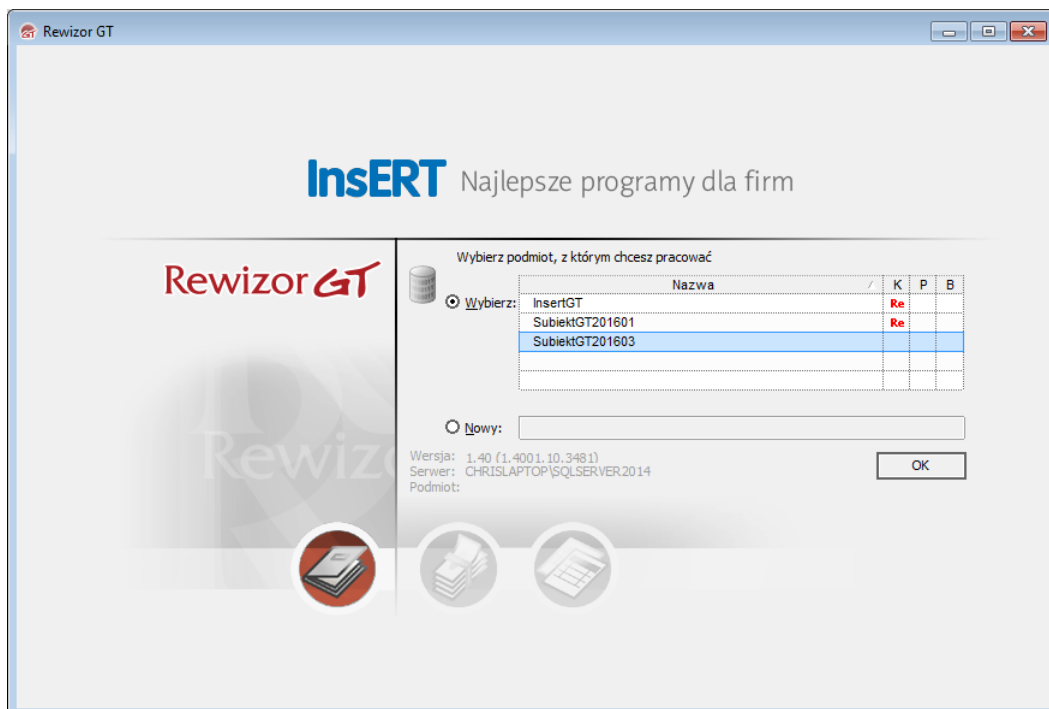 Rewizor GT
InsERT Najlepsze programy dla firm
Rewizor GT
Wybierz podmiot, z którym chcesz pracować
Wybierz:
Nazwa K P B
InsertGT Re
SubiektGT201601 Re
SubiektGT201603
Nowy:
Wersja: 1.40 (1.4001.10.3481)
Serwer: CHRISLAPTOP\SQLSERVER2014
Podmiot:
OK
Rewiz